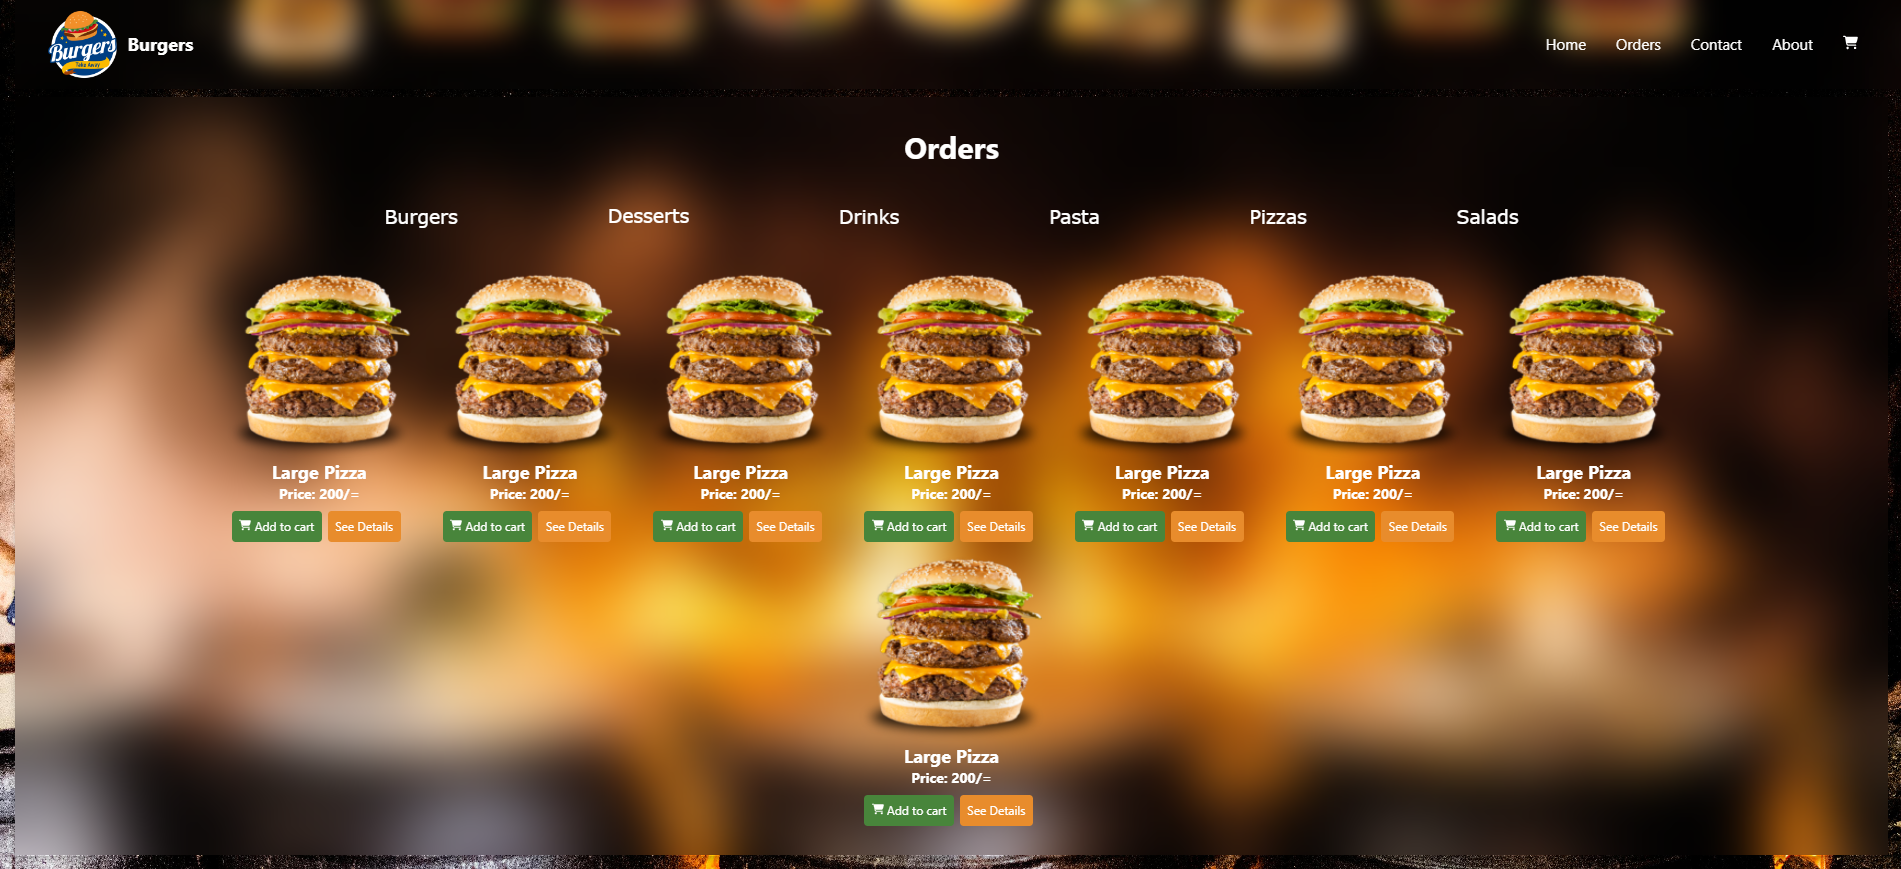 Burgers
Take Away
Burgers
Home Orders Contact About
Orders
Burgers Desserts Drinks Pasta Pizzas Salads
Large Pizza Large Pizza Large Pizza Large Pizza Large Pizza Large Pizza Large Pizza
Price: 200/= Price: 200/= Price: 200/= Price: 200/= Price: 200/= Price: 200/= Price: 200/=
Add to cart See Details Add to cart See Details Add to cart See Details Add to cart See Details Add to cart See Details Add to cart See Details Add to cart See Details
Large Pizza
Price: 200/=
Add to cart See Details